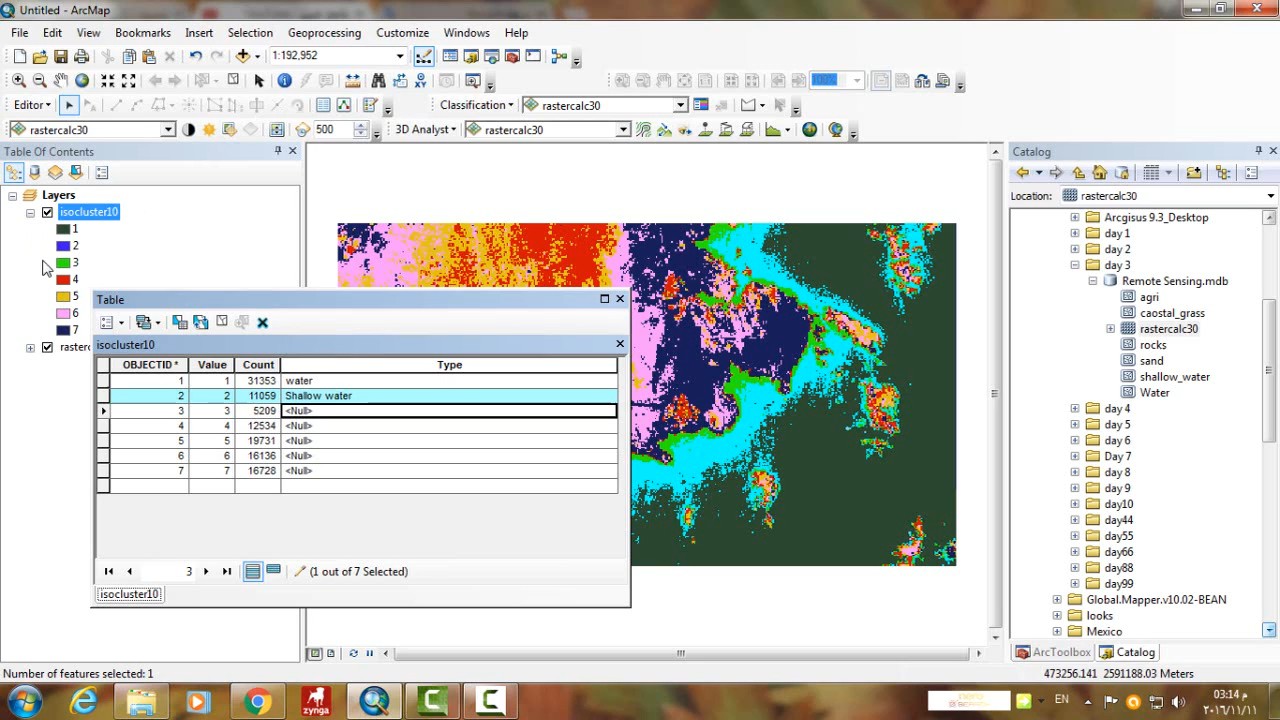 Untitled - ArcMap
File Edit View Bookmarks Insert Selection Geoprocessing Customize Windows Help
1:192,952
Editor Classification rastercalc30
rastercalc30 500 3D Analyst rastercalc30
Table Of Contents
Layers
isocluster10
1
2
3
4
5
6
7
rasterc
Table
isocluster10
OBJECTID * Value Count Type
1 1 31353 water
2 2 11059 Shallow water
3 3 5209 <Null>
4 4 12534 <Null>
5 5 19731 <Null>
6 6 16136 <Null>
7 7 16728 <Null>
3 (1 out of 7 Selected)
isocluster10
Catalog
Location: rastercalc30
Arcgisius 9.3_Desktop
day 1
day 2
day 3
Remote Sensing.mdb
agri
caostal_grass
rastercalc30
rocks
sand
shallow_water
Water
day 4
day 5
day 6
Day 7
day 8
day 9
day10
day44
day55
day66
day88
day99
Global.Mapper.v10.02-BEAN
looks
Mexico
ArcToolbox Catalog
Number of features selected: 1
473256.141 2591188.03 Meters
zynga
EN
03:14 م
٢٠١٦/١١/١١